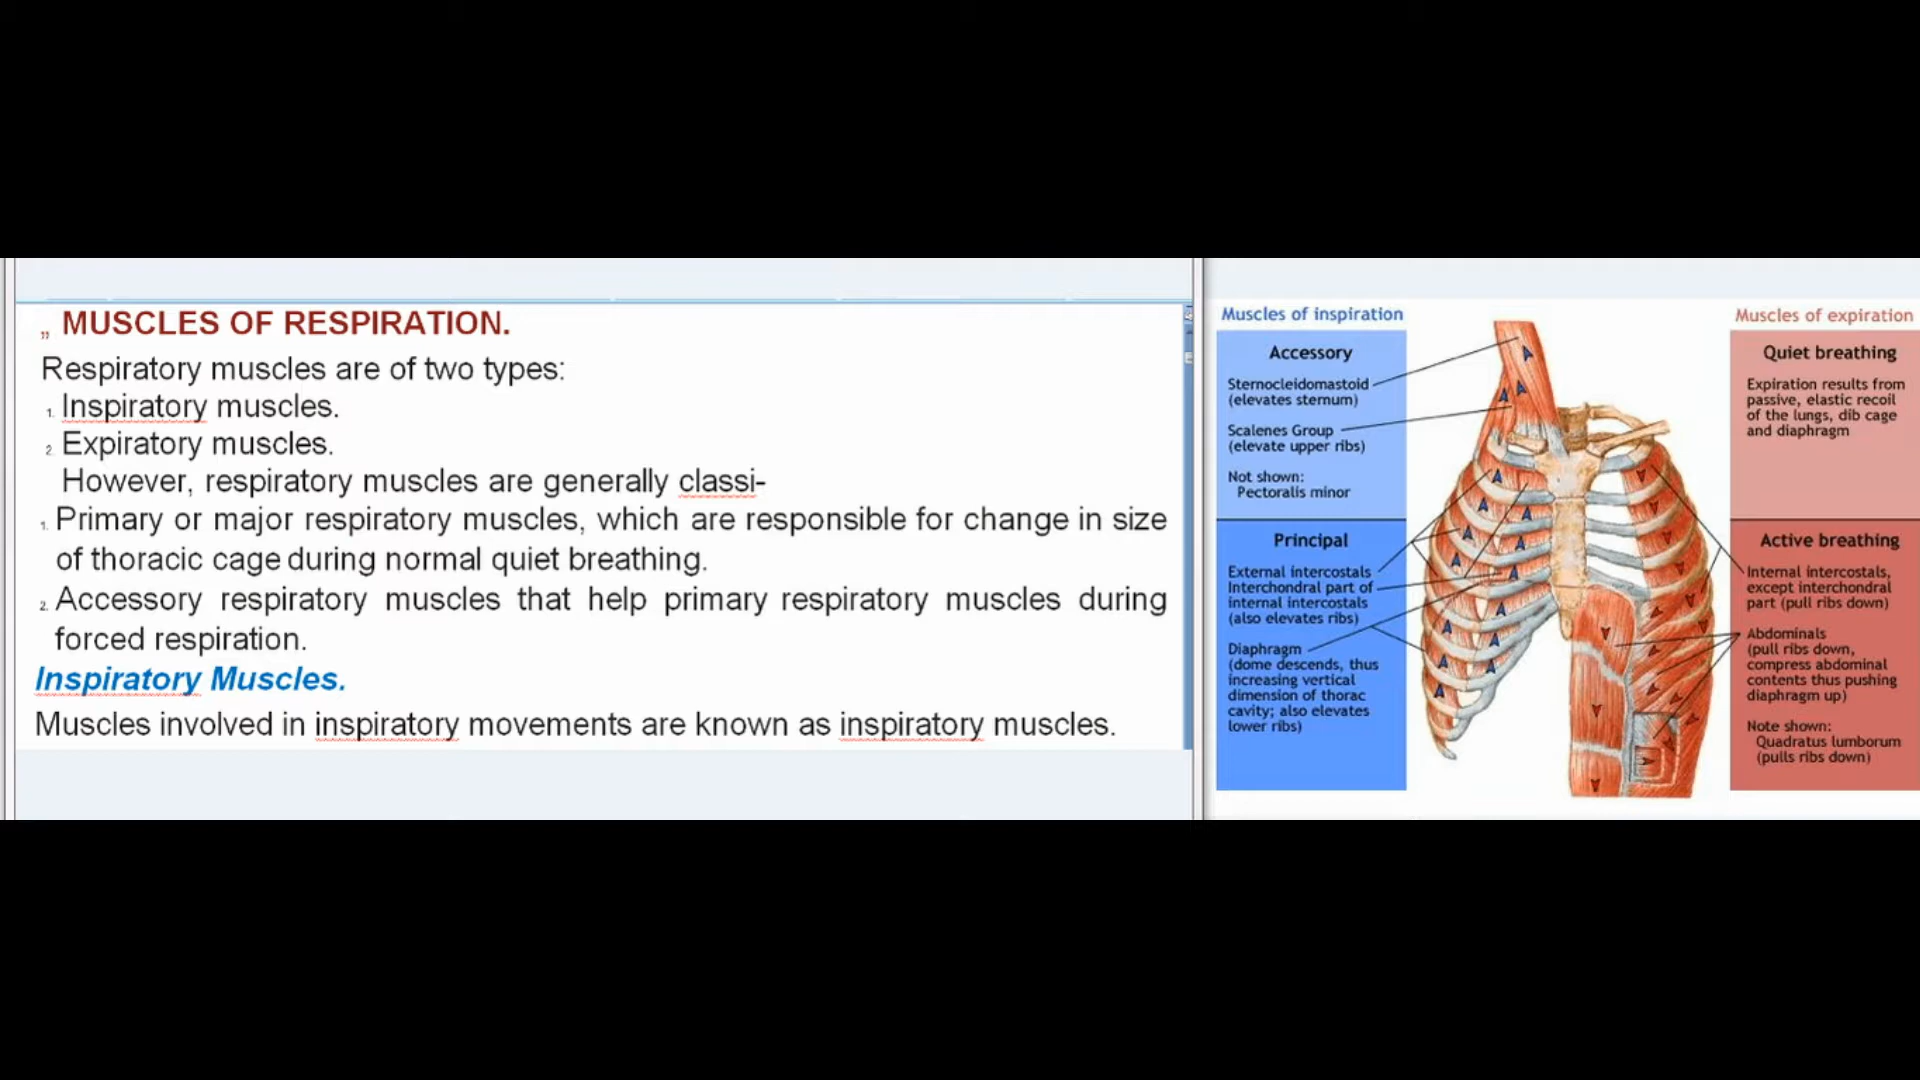 „ MUSCLES OF RESPIRATION.
Respiratory muscles are of two types:
1. Inspiratory muscles.
2. Expiratory muscles.
However, respiratory muscles are generally classi-
1. Primary or major respiratory muscles, which are responsible for change in size
of thoracic cage during normal quiet breathing.
2. Accessory respiratory muscles that help primary respiratory muscles during
forced respiration.
Inspiratory Muscles.
Muscles involved in inspiratory movements are known as inspiratory muscles.
Muscles of inspiration
Accessory
Sternocleidomastoid
(elevates sternum)
Scalenes Group
(elevate upper ribs)
Not shown:
Pectoralis minor
Principal
External intercostals
Interchondral part of
internal intercostals
(also elevates ribs)
Diaphragm
(dome descends, thus
increasing vertical
dimension of thorac
cavity; also elevates
lower ribs)
Muscles of expiration
Quiet breathing
Expiration results from
passive, elastic recoil
of the lungs, dib cage
and diaphragm
Active breathing
Internal intercostals,
except interchondral
part (pull ribs down)
Abdominals
(pull ribs down,
compress abdominal
contents thus pushing
diaphragm up)
Note shown:
Quadratus lumborum
(pulls ribs down)